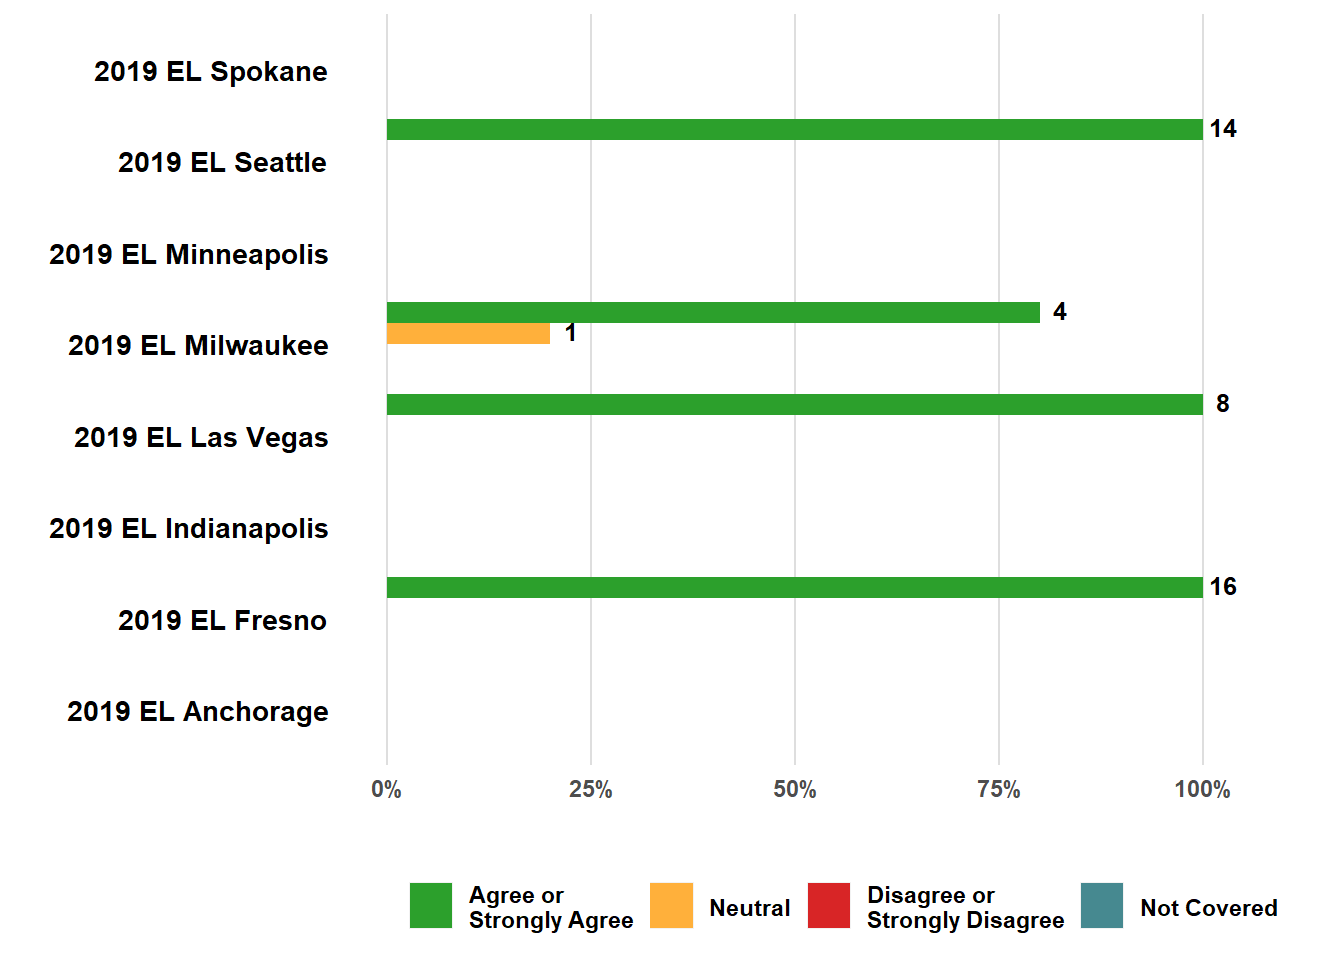 2019 EL Spokane
14
2019 EL Seattle
2019 EL Minneapolis
4
1
2019 EL Milwaukee
8
2019 EL Las Vegas
2019 EL Indianapolis
16
2019 EL Fresno
2019 EL Anchorage
0% 25% 50% 75% 100%
Agree or
Strongly Agree
Neutral
Disagree or
Strongly Disagree
Not Covered